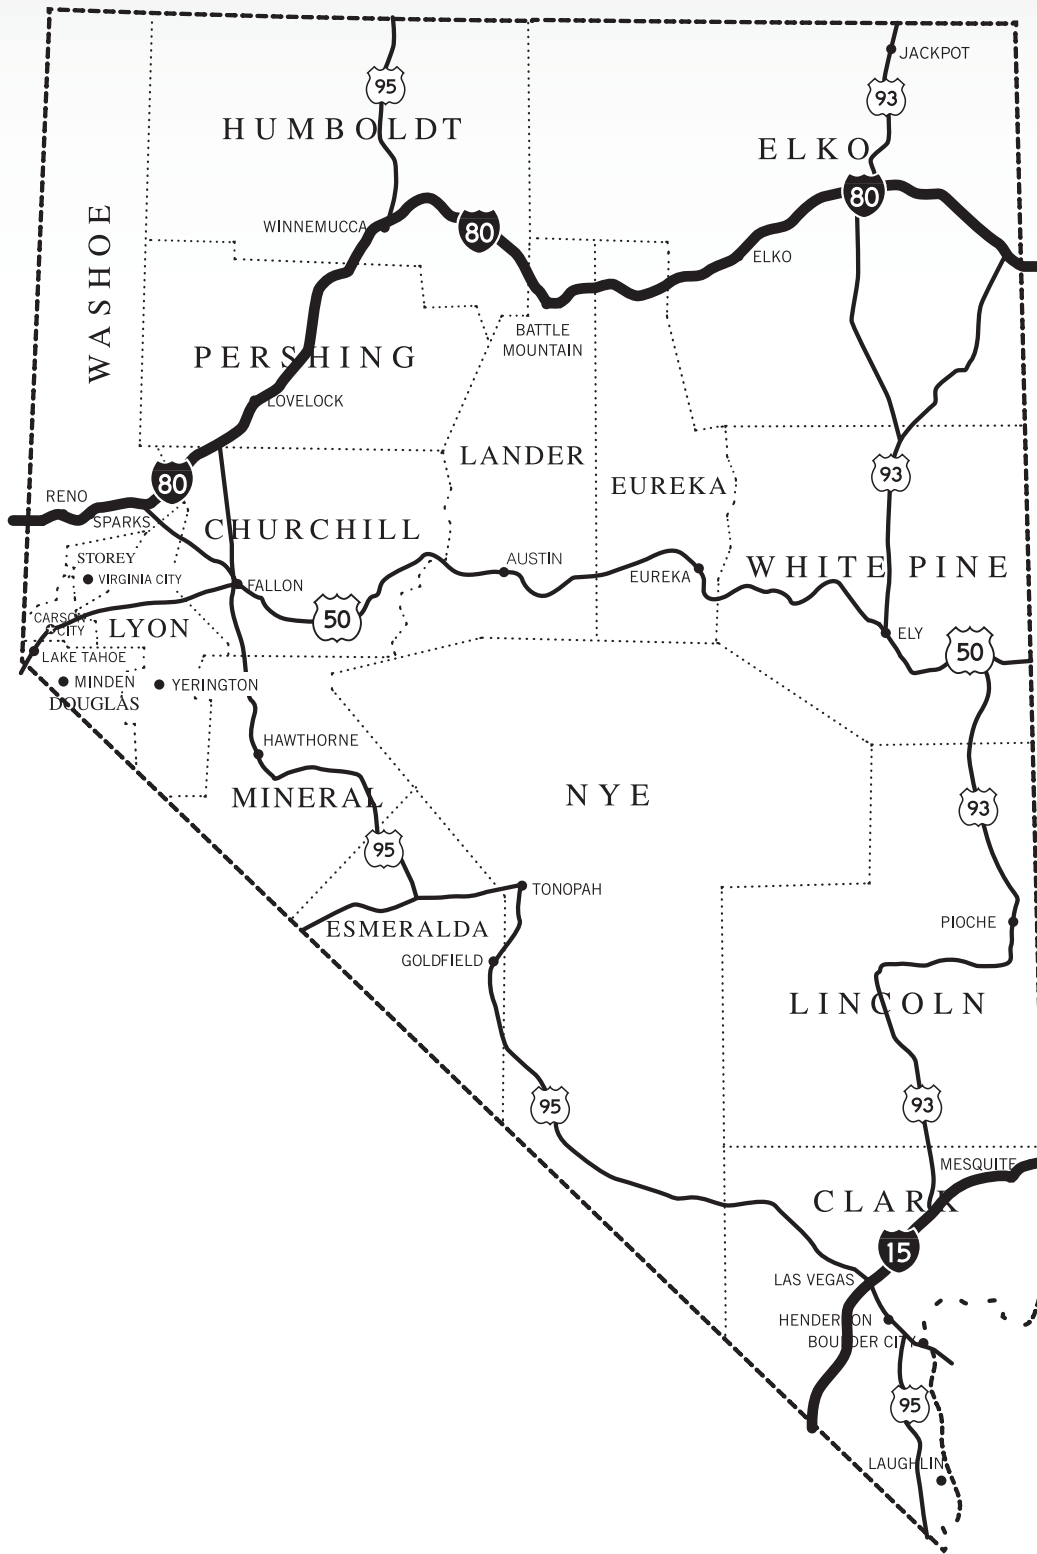 JACKPOT
95
93
HUMBOLDT
ELKO
80
WASHOE
WINNEMUCCA
80
ELKO
BATTLE
MOUNTAIN
PERSHING
LOVELOCK
LANDER
93
80
EUREKA
RENO
SPARKS
CHURCHILL
STOREY
AUSTIN
WHITE PINE
VIRGINIA CITY
EUREKA
FALLON
50
CARSON
CITY
LYON
ELY
50
LAKE TAHOE
MINDEN
YERINGTON
DOUGLAS
HAWTHORNE
MINERAL
NYE
93
95
TONOPAH
PIOCHE
ESMERALDA
GOLDFIELD
LINCOLN
95
93
MESQUITE
CLARK
15
LAS VEGAS
HENDERSON
BOULDER CITY
95
LAUGHLIN